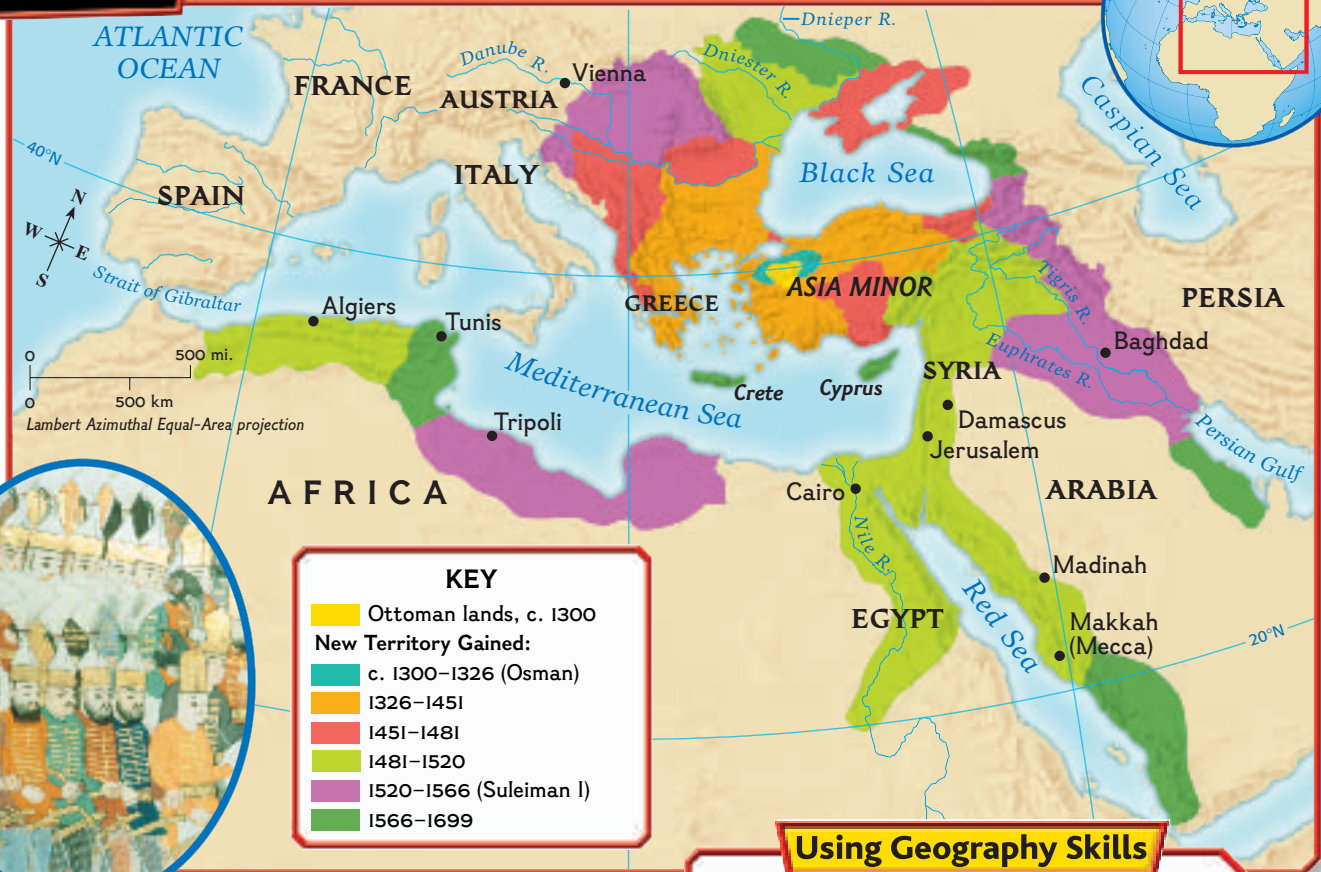 ATLANTIC
OCEAN
Dnieper R.
Danube R.
Vienna
Dniester R.
FRANCE
AUSTRIA
Caspian Sea
40°N
ITALY
Black Sea
SPAIN
N
W
E
S
Strait of Gibraltar
Algiers
Tunis
GREECE
ASIA MINOR
Tigris R.
PERSIA
Baghdad
Euphrates R.
0
500 mi.
0
500 km
Lambert Azimuthal Equal-Area projection
Mediterranean Sea
Crete
Cyprus
SYRIA
Damascus
Jerusalem
Tripoli
Persian Gulf
AFRICA
Cairo
ARABIA
Nile R.
Madinah
EGYPT
Red Sea
Makkah
(Mecca)
20°N
KEY
Ottoman lands, c. 1300
New Territory Gained:
c. 1300–1326 (Osman)
1326–1451
1451–1481
1481–1520
1520–1566 (Suleiman I)
1566–1699
Using Geography Skills